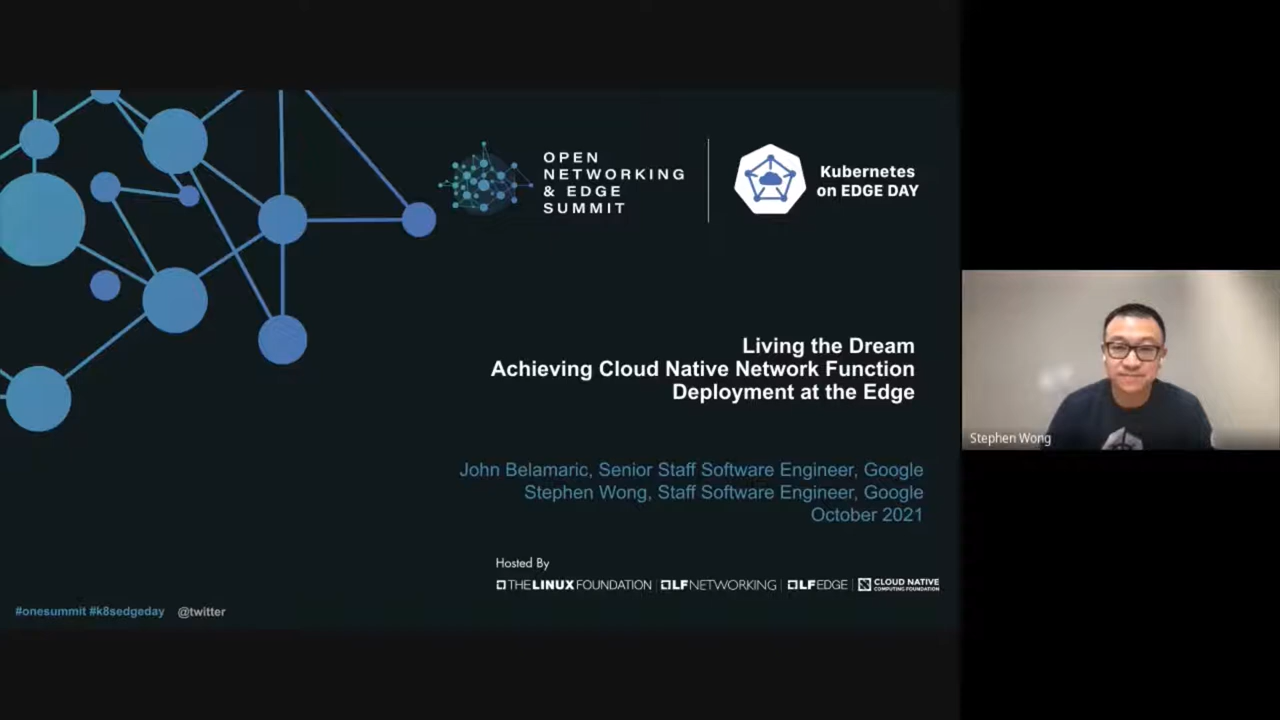 OPEN
NETWORKING
& EDGE
SUMMIT
Kubernetes
on EDGE DAY
Living the Dream
Achieving Cloud Native Network Function
Deployment at the Edge
John Belamaric, Senior Staff Software Engineer, Google
Stephen Wong, Staff Software Engineer, Google
October 2021
Hosted By
THE LINUX FOUNDATION | LF NETWORKING | LF EDGE | CLOUD NATIVE
COMPUTING FOUNDATION
#onesummit #k8sedgeday @twitter
Stephen Wong